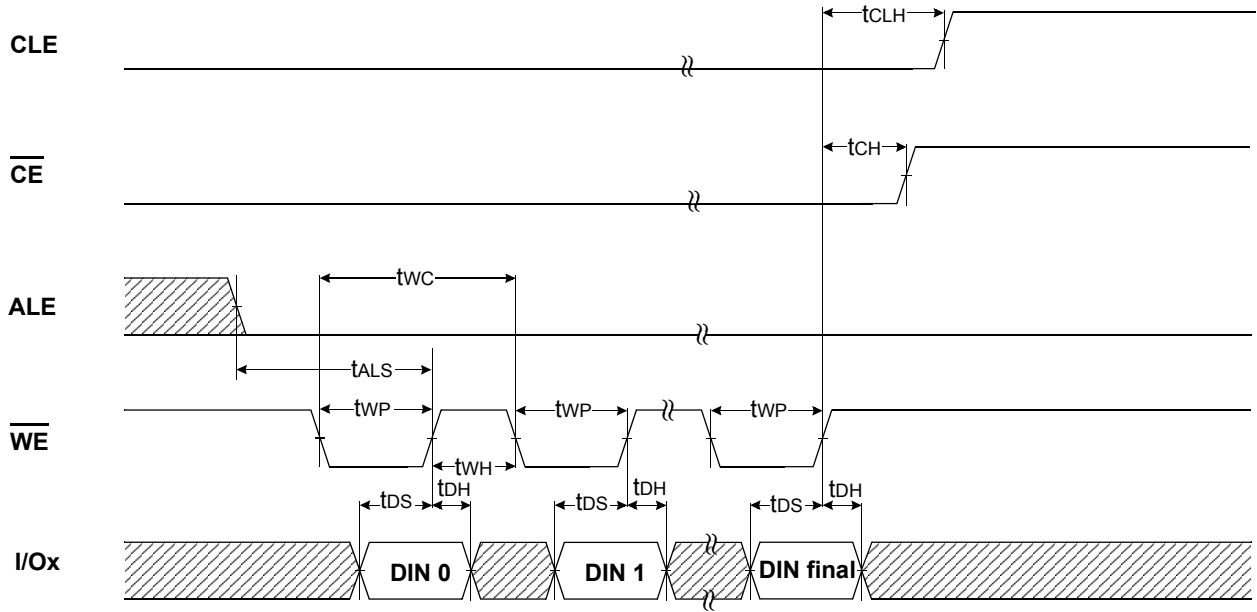 CLE
tCLH
CE
tCH
ALE
tWC
tALS
WE
tWP
tWP
tWP
tWH
tDS
tDH
tDS
tDH
tDS
tDH
I/Ox
DIN 0
DIN 1
DIN final